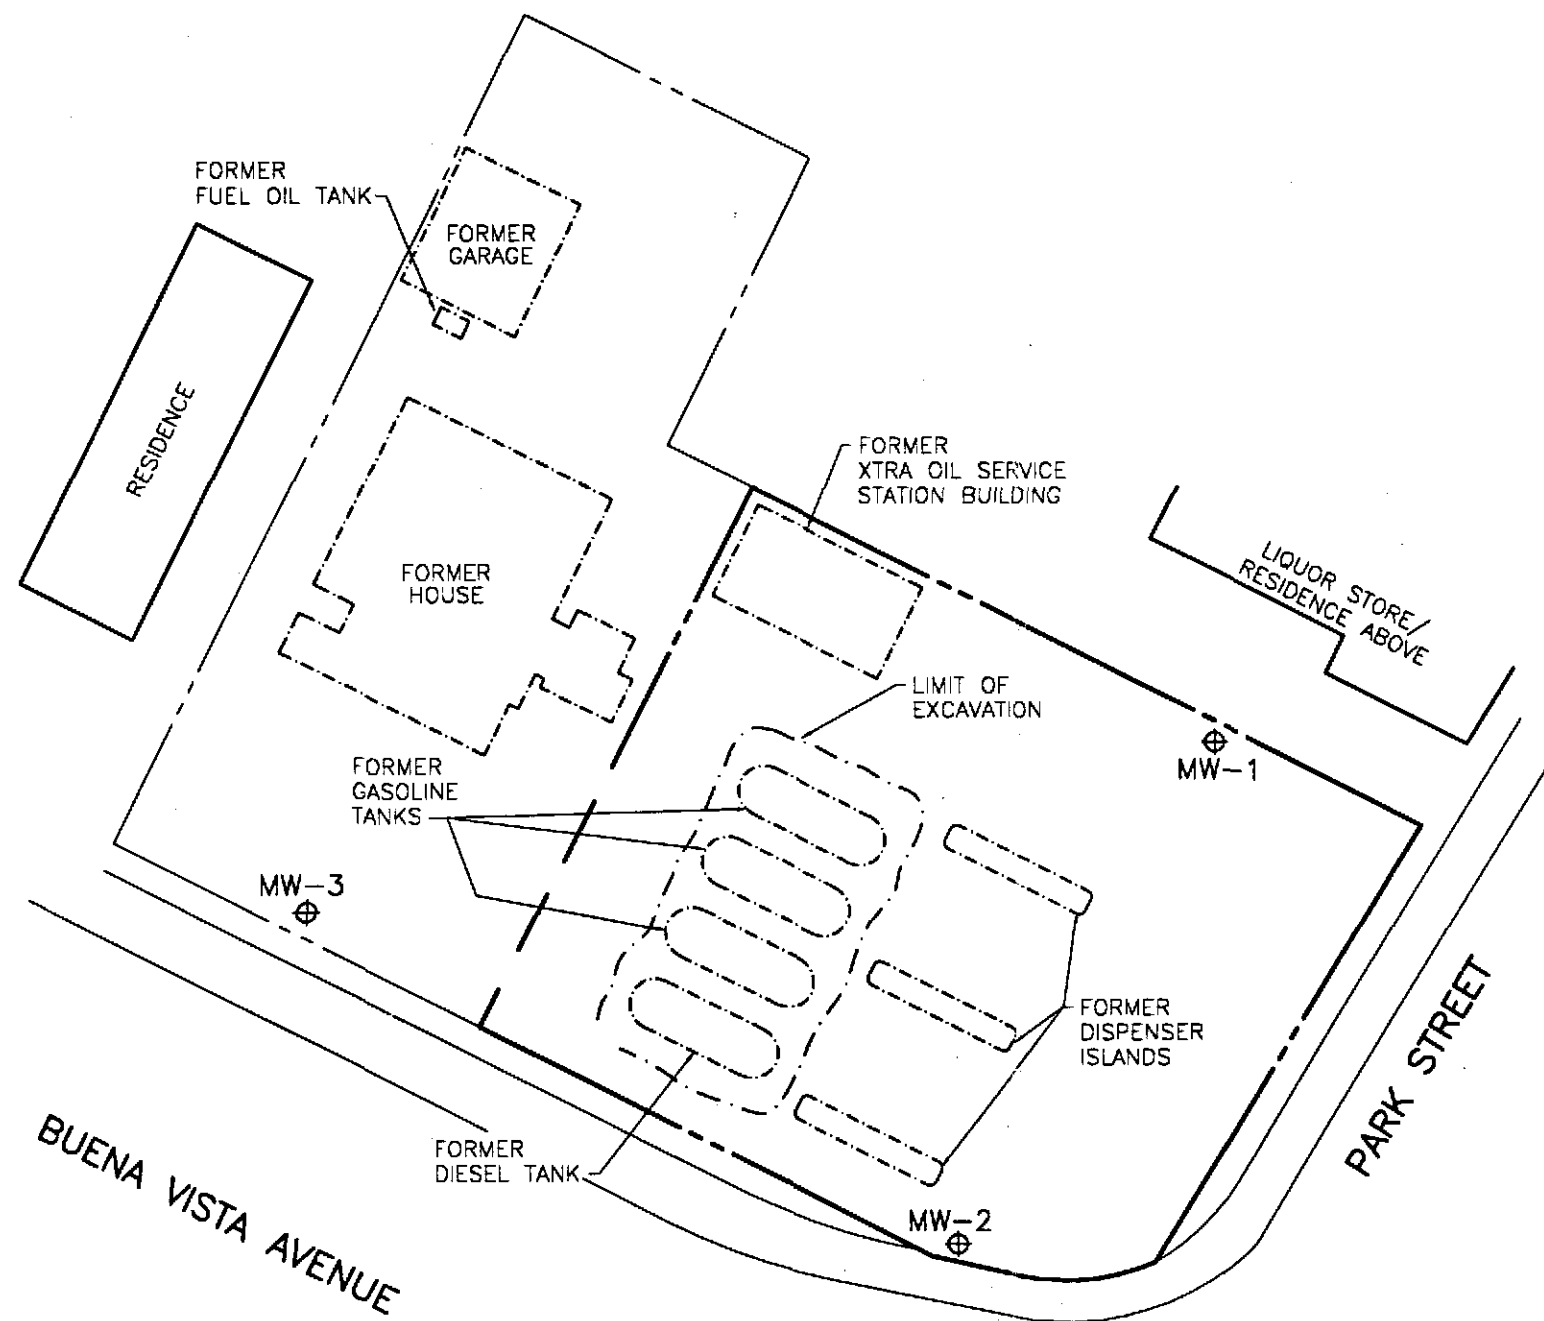 FORMER
FUEL OIL TANK
FORMER
GARAGE
RESIDENCE
FORMER
XTRA OIL SERVICE
STATION BUILDING
LIQUOR STORE/
RESIDENCE ABOVE
FORMER
HOUSE
LIMIT OF
EXCAVATION
MW-1
FORMER
GASOLINE
TANKS
MW-3
FORMER
DISPENSER
ISLANDS
PARK STREET
FORMER
DIESEL TANK
MW-2
BUENA VISTA AVENUE